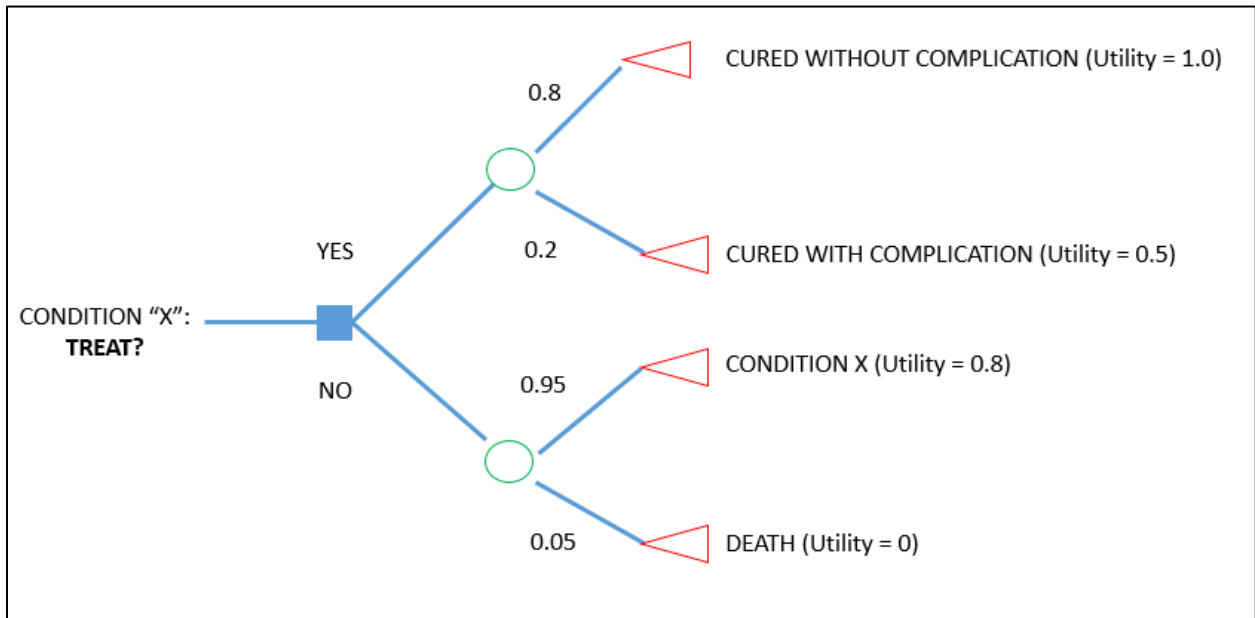 CURED WITHOUT COMPLICATION (Utility = 1.0)
0.8
YES
0.2
CURED WITH COMPLICATION (Utility = 0.5)
CONDITION “X”:
TREAT?
NO
0.95
CONDITION X (Utility = 0.8)
0.05
DEATH (Utility = 0)